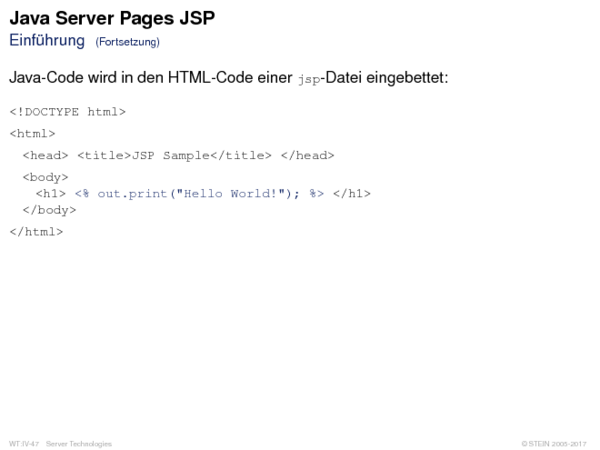 Java Server Pages JSP
Einführung (Fortsetzung)
Java-Code wird in den HTML-Code einer jsp-Datei eingebettet:
<!DOCTYPE html>
<html>
<head> <title>JSP Sample</title> </head>
<body>
<h1> <% out.print("Hello World!"); %> </h1>
</body>
</html>
WT:IV-47 Server Technologies © STEIN 2005-2017